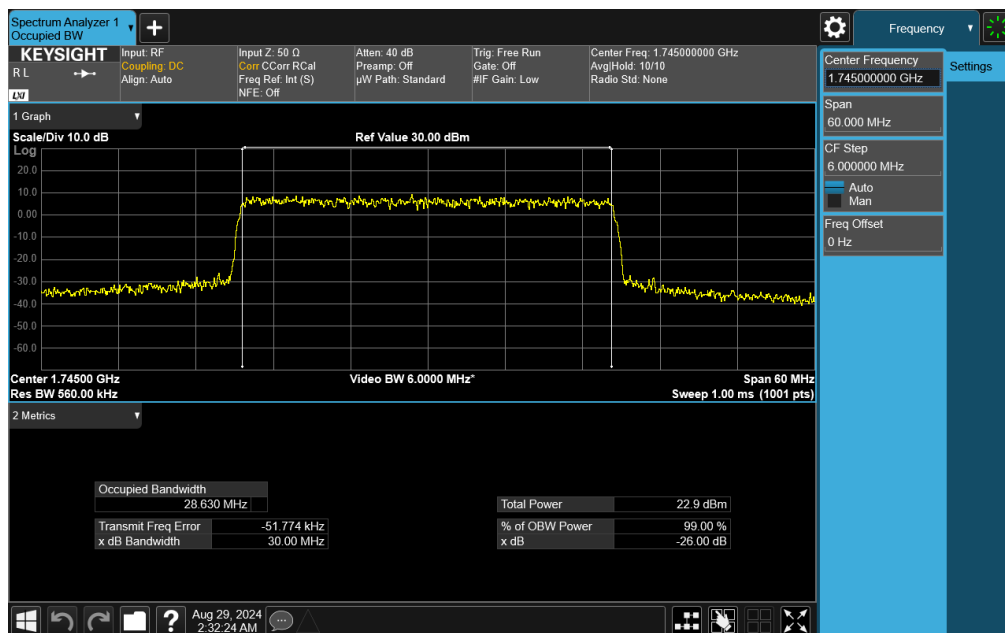 Spectrum Analyzer 1
Occupied BW
Frequency
KEYSIGHT
R L
LXI
Input: RF
Coupling: DC
Align: Auto
Input Z: 50 Ω
Corr CCorr RCal
Freq Ref: Int (S)
NFE: Off
Atten: 40 dB
Preamp: Off
µW Path: Standard
Trig: Free Run
Gate: Off
#IF Gain: Low
Center Freq: 1.745000000 GHz
Avg|Hold: 10/10
Radio Std: None
Center Frequency
1.745000000 GHz
Settings
Span
60.000 MHz
CF Step
6.000000 MHz
Auto
Man
Freq Offset
0 Hz
1 Graph
Scale/Div 10.0 dB
Ref Value 30.00 dBm
Log
20.0
10.0
0.00
-10.0
-20.0
-30.0
-40.0
-50.0
-60.0
Center 1.74500 GHz
Video BW 6.0000 MHz*
Span 60 MHz
Res BW 560.00 kHz
Sweep 1.00 ms (1001 pts)
2 Metrics
Occupied Bandwidth
28.630 MHz
Total Power 22.9 dBm
Transmit Freq Error -51.774 kHz
% of OBW Power 99.00 %
x dB Bandwidth 30.00 MHz
x dB -26.00 dB
Aug 29, 2024
2:32:24 AM